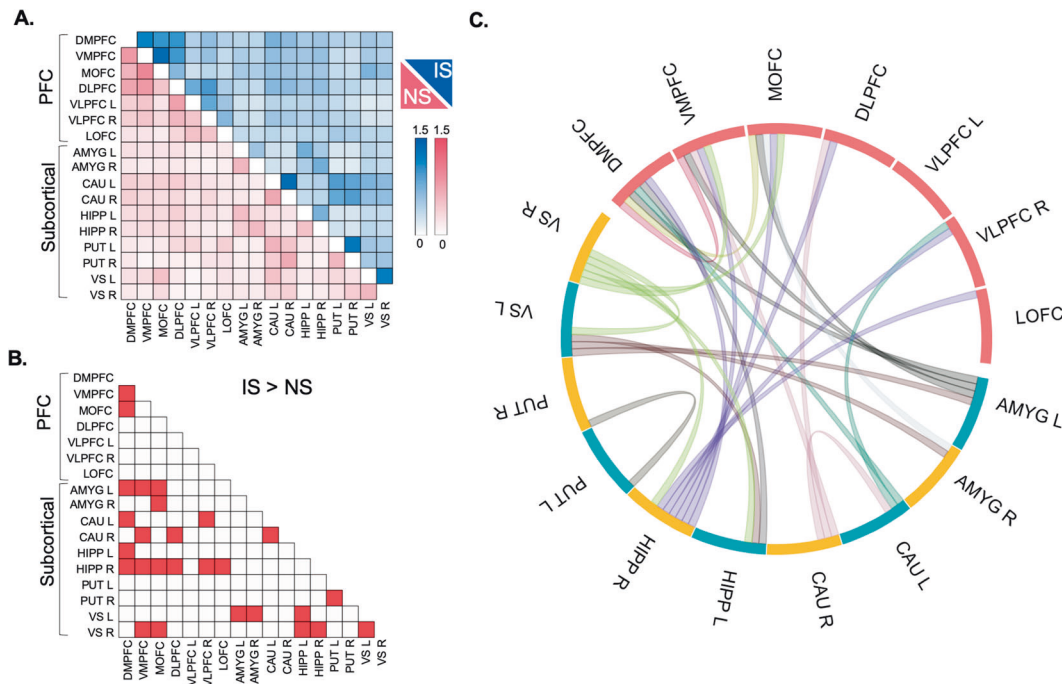 A.
PFC
Subcortical
DMPFC
VMPFC
MOFC
DLPFC
VLPFC L
VLPFC R
LOFC
AMYG L
AMYG R
CAU L
CAU R
HIPP L
HIPP R
PUT L
PUT R
VS L
VS R
DMPFC
VMPFC
MOFC
DLPFC
VLPFC L
VLPFC R
LOFC
AMYG L
AMYG R
CAU L
CAU R
HIPP L
HIPP R
PUT L
PUT R
VS L
VS R
IS
NS
1.5 1.5
0 0
B.
IS > NS
PFC
Subcortical
DMPFC
VMPFC
MOFC
DLPFC
VLPFC L
VLPFC R
LOFC
AMYG L
AMYG R
CAU L
CAU R
HIPP L
HIPP R
PUT L
PUT R
VS L
VS R
DMPFC
VMPFC
MOFC
DLPFC
VLPFC L
VLPFC R
LOFC
AMYG L
AMYG R
CAU L
CAU R
HIPP L
HIPP R
PUT L
PUT R
VS L
VS R
C.
DMPFC
VMPFC
MOFC
DLPFC
VLPFC L
VLPFC R
LOFC
AMYG L
AMYG R
CAU L
CAU R
HIPP L
HIPP R
PUT L
PUT R
VS L
VS R